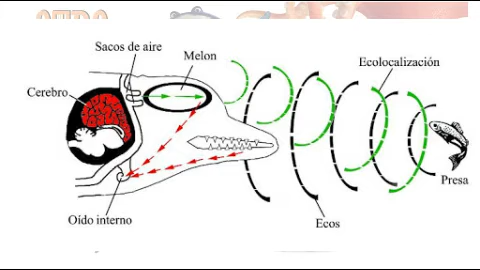 Sacos de aire
Melon
Ecolocalización
Cerebro
Presa
Oído interno
Ecos